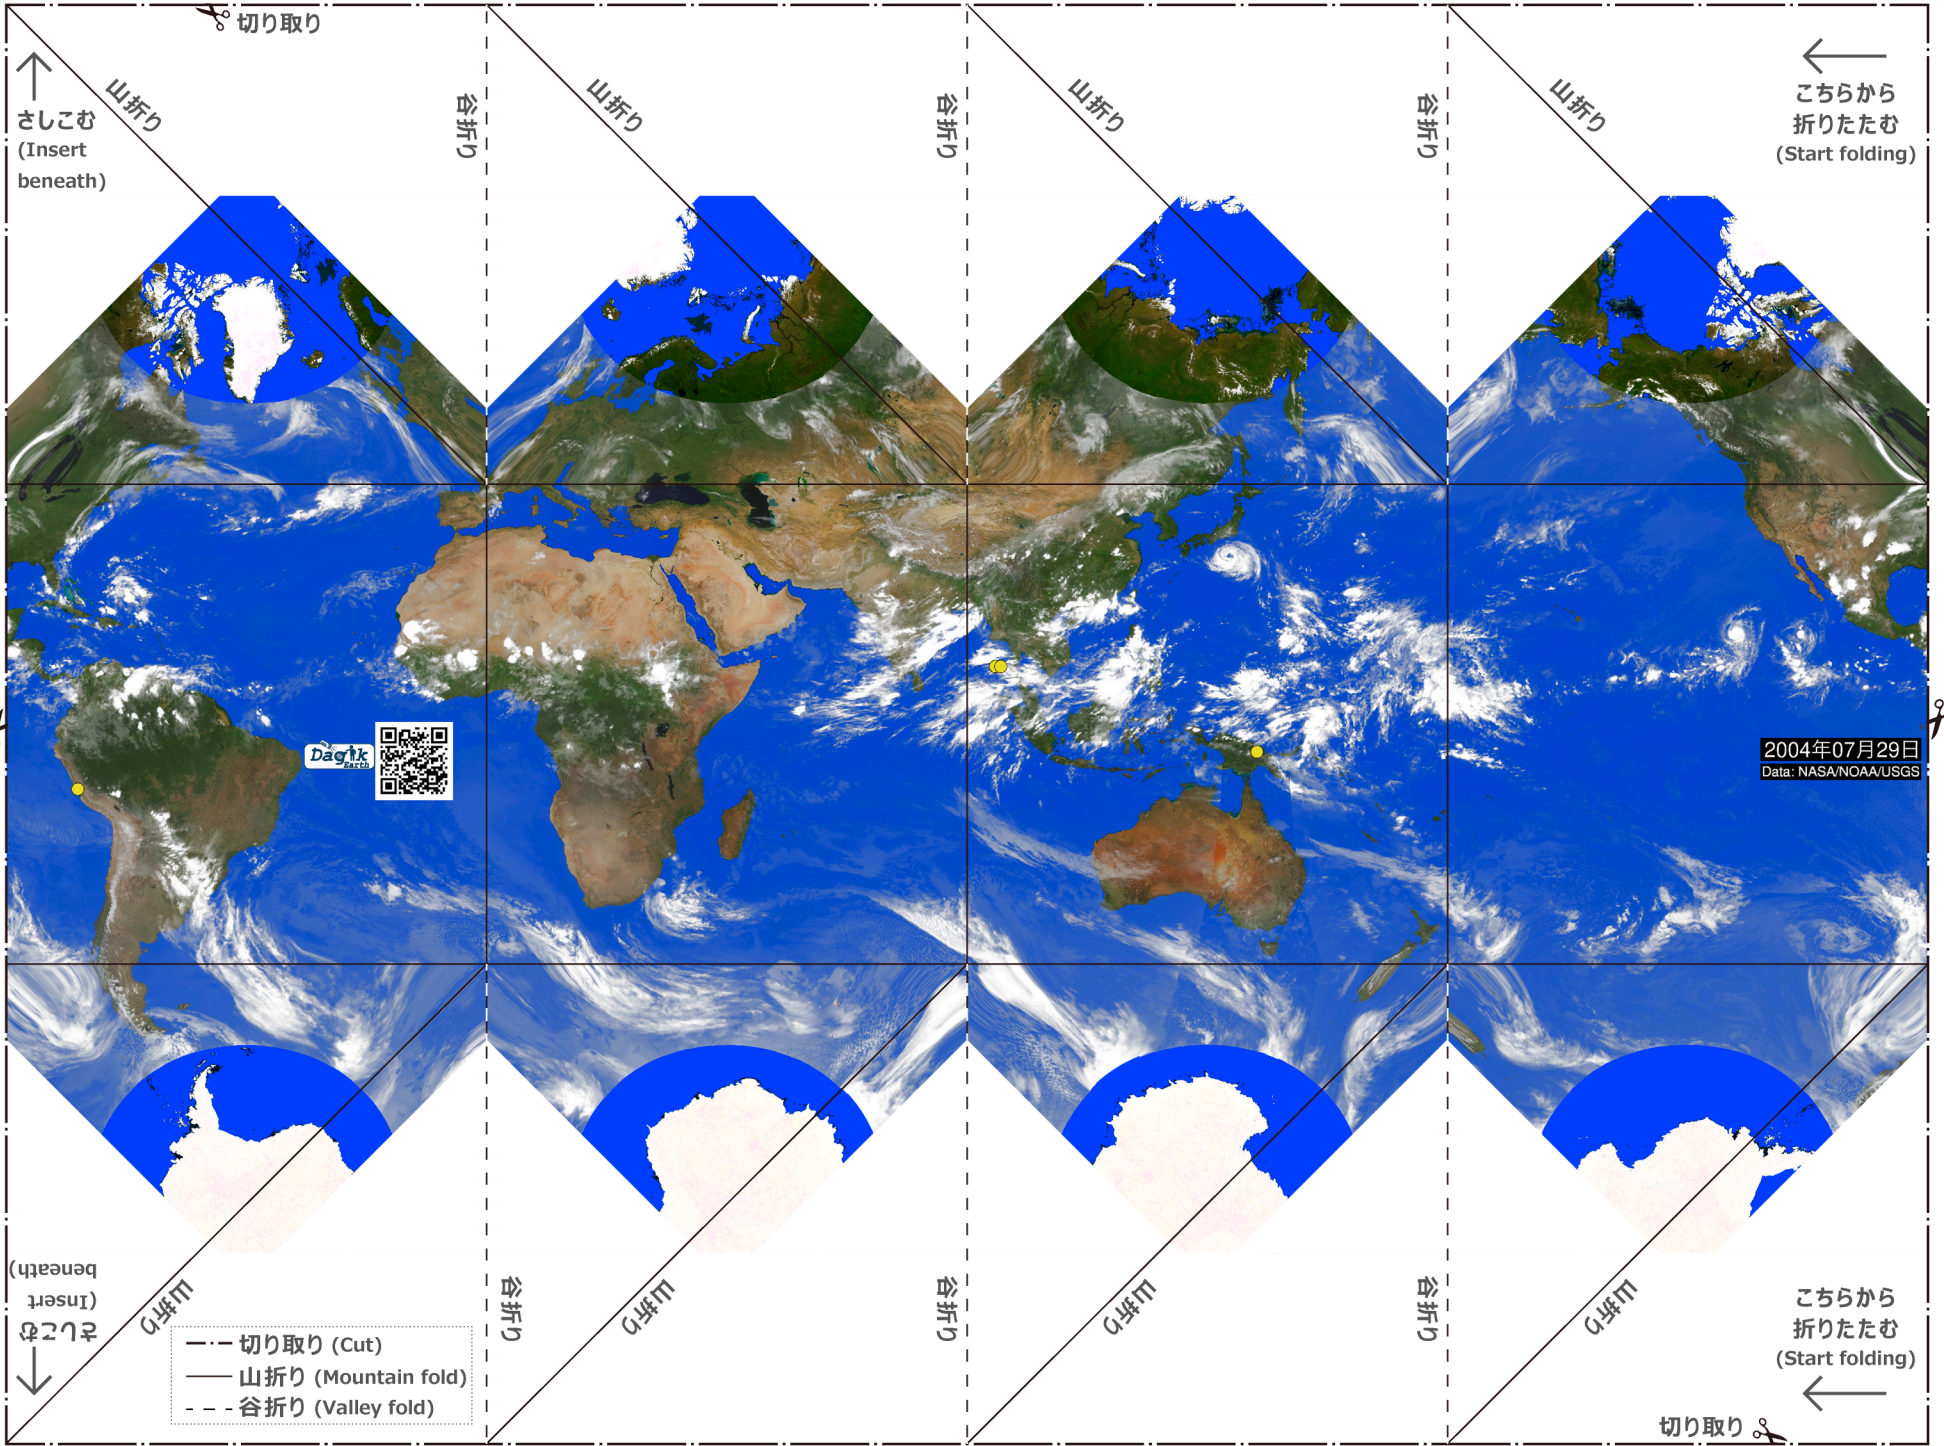 切り取り
山折り
谷折り
山折り
谷折り
山折り
谷折り
山折り
さしこむ
(Insert
beneath)
こちらから
折りたたむ
(Start folding)
Dagik
Earth
2004年07月29日
Data: NASA/NOAA/USGS
さしこむ
(Insert
beneath)
山折り
谷折り
山折り
谷折り
山折り
谷折り
山折り
こちらから
折りたたむ
(Start folding)
切り取り (Cut)
山折り (Mountain fold)
谷折り (Valley fold)
切り取り